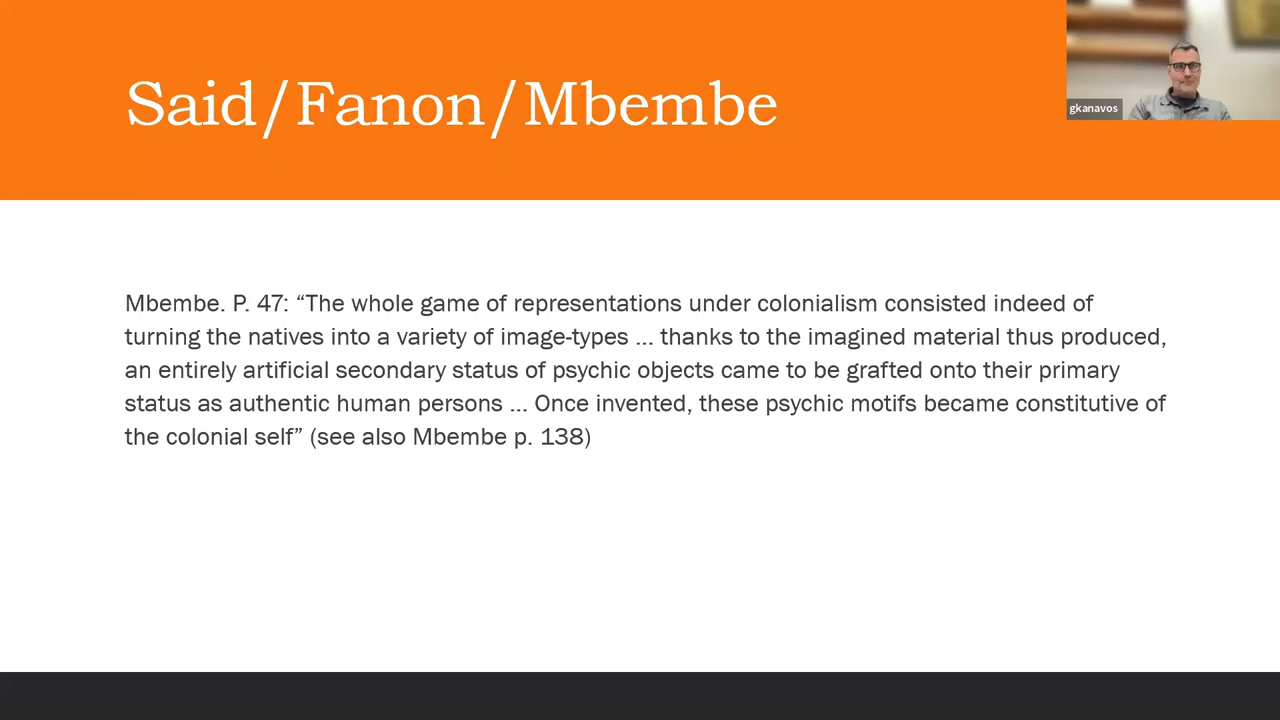 Said/Fanon/Mbembe
gkanavos
Mbembe. P. 47: “The whole game of representations under colonialism consisted indeed of
turning the natives into a variety of image-types ... thanks to the imagined material thus produced,
an entirely artificial secondary status of psychic objects came to be grafted onto their primary
status as authentic human persons ... Once invented, these psychic motifs became constitutive of
the colonial self” (see also Mbembe p. 138)